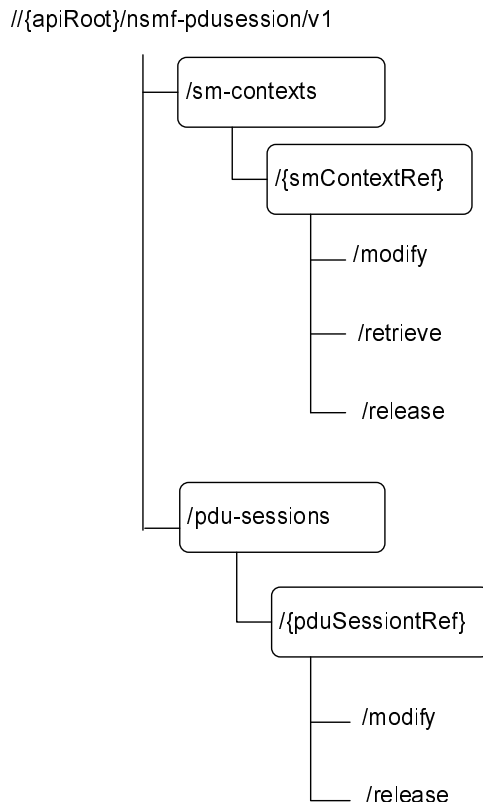 //{apiRoot}/nsmf-pdusession/v1
/sm-contexts
/{smContextRef}
/modify
/retrieve
/release
/pdu-sessions
/{pduSessiontRef}
/modify
/release